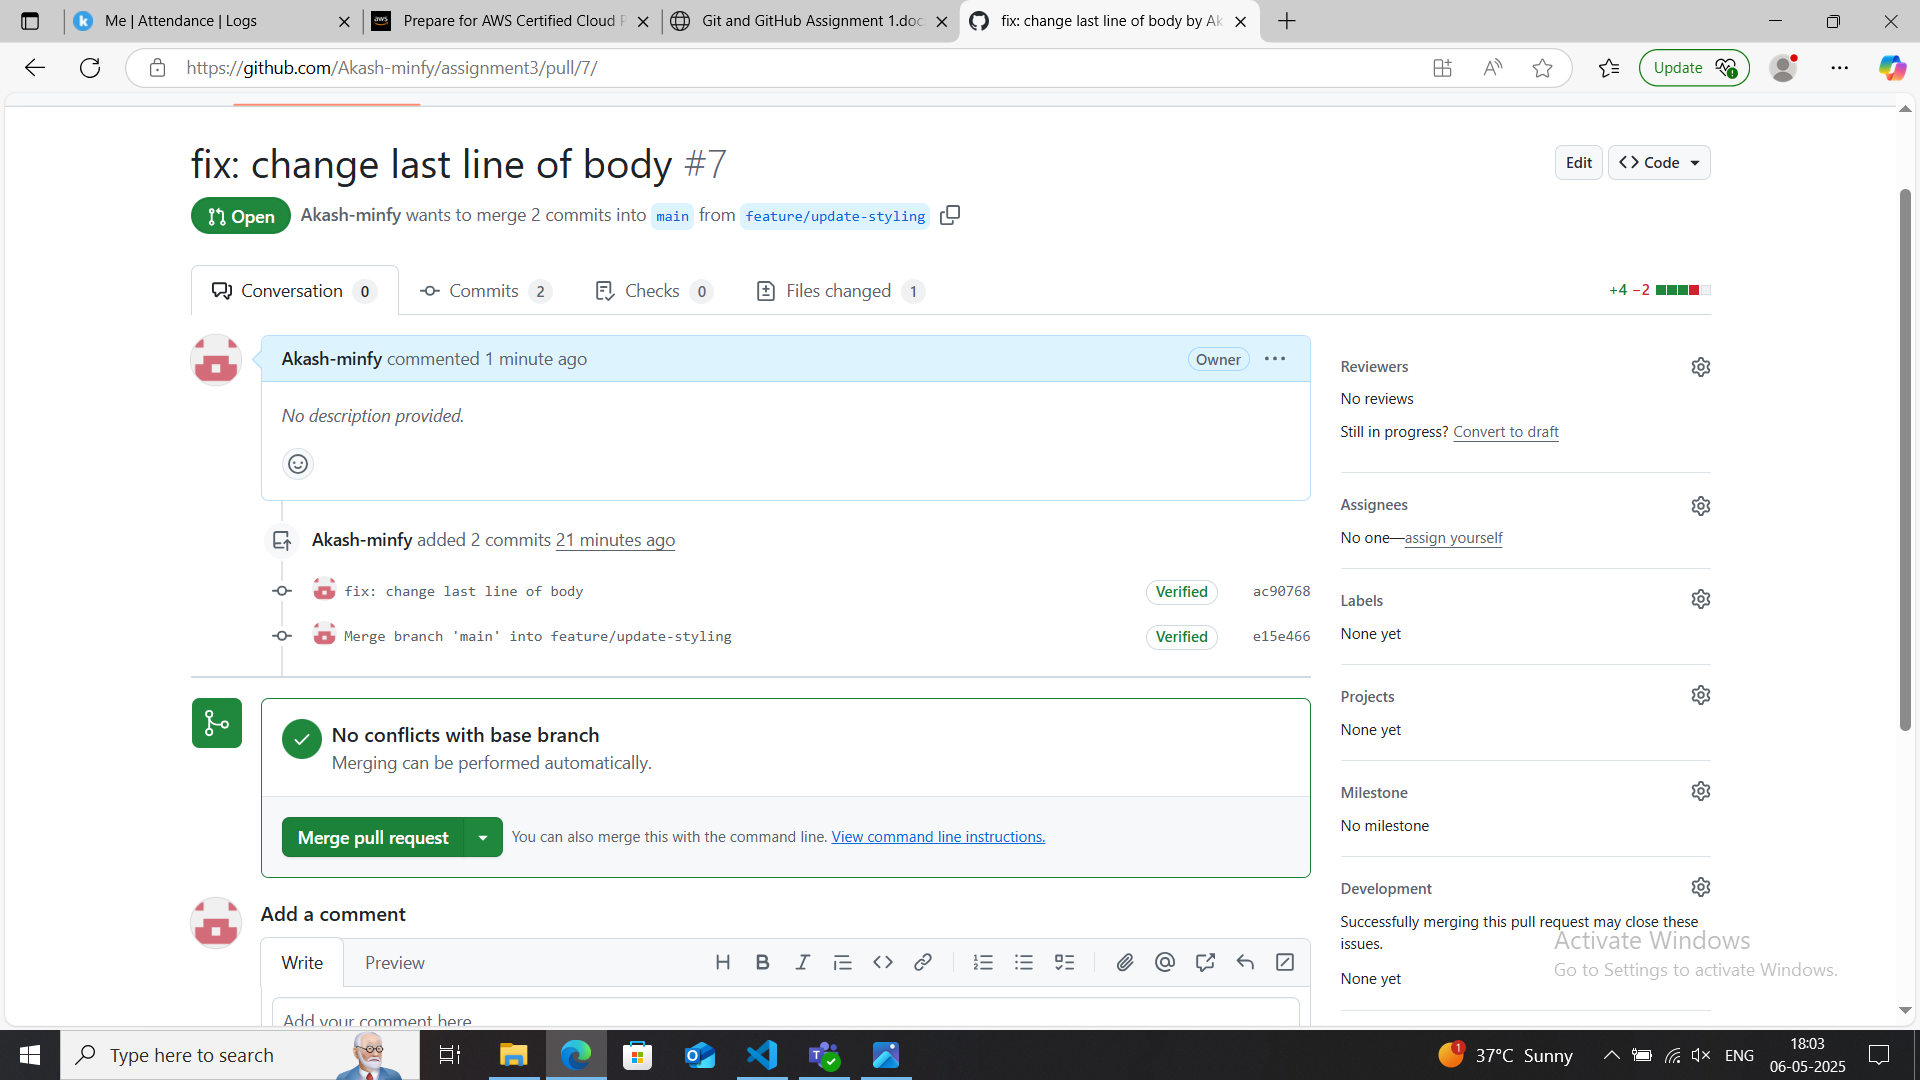 Me | Attendance | Logs
aws
Prepare for AWS Certified Cloud P
Git and GitHub Assignment 1.doc
fix: change last line of body by Ak
https://github.com/Akash-minfy/assignment3/pull/7/
Update
fix: change last line of body #7
Edit
Code
Open
Akash-minfy wants to merge 2 commits into main from feature/update-styling
Conversation 0
Commits 2
Checks 0
Files changed 1
+4 −2
Akash-minfy commented 1 minute ago
Owner
No description provided.
Akash-minfy added 2 commits 21 minutes ago
fix: change last line of body
Verified
ac90768
Merge branch 'main' into feature/update-styling
Verified
e15e466
No conflicts with base branch
Merging can be performed automatically.
Merge pull request
You can also merge this with the command line. View command line instructions.
Add a comment
Write
Preview
Add your comment here
Reviewers
No reviews
Still in progress? Convert to draft
Assignees
No one—assign yourself
Labels
None yet
Projects
None yet
Milestone
No milestone
Development
Successfully merging this pull request may close these
issues.
None yet
Activate Windows
Go to Settings to activate Windows.
Type here to search
1
37°C Sunny
ENG
18:03
06-05-2025